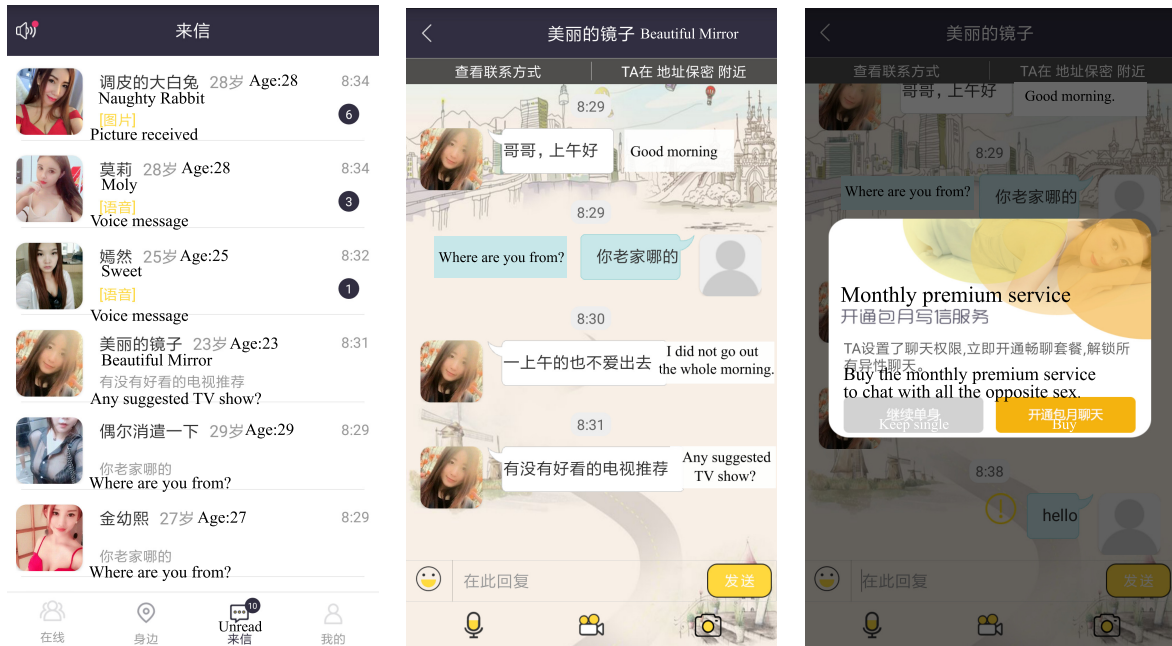 来信
调皮的大白兔 28岁 Age:28 8:34
Naughty Rabbit
[图片] 6
Picture received
莫莉 28岁 Age:28 8:34
Moly
[语音] 3
Voice message
嫣然 25岁 Age:25 8:32
Sweet
[语音] 1
Voice message
美丽的镜子 23岁 Age:23 8:31
Beautiful Mirror
有没有好看的电视推荐
Any suggested TV show?
偶尔消遣一下 29岁 Age:29 8:29
你老家哪的
Where are you from?
金幼熙 27岁 Age:27 8:29
你老家哪的
Where are you from?
10
Unread
在线 身边 来信 我的
美丽的镜子 Beautiful Mirror
查看联系方式 TA在 地址保密 附近
8:29
哥哥，上午好 Good morning
8:29
Where are you from? 你老家哪的
8:30
一上午的也不爱出去 I did not go out
the whole morning.
8:31
有没有好看的电视推荐 Any suggested
TV show?
在此回复 发送
美丽的镜子
查看联系方式 TA在 地址保密 附近
哥哥，上午好 Good morning.
8:29
Where are you from? 你老家哪的
Monthly premium service
开通包月写信服务
TA设置了聊天权限,立即开通畅聊套餐,解锁所
有异性聊天。
Buy the monthly premium service
to chat with all the opposite sex.
继续单身 开通包月聊天
Keep single Buy
8:38
hello
在此回复 发送